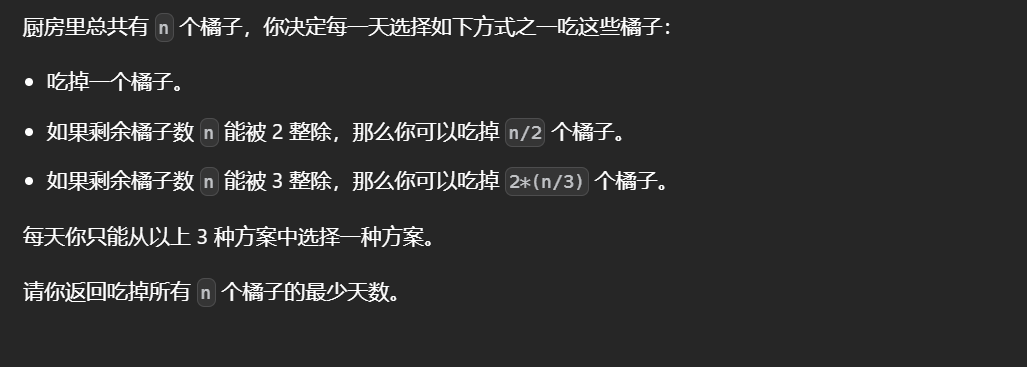 厨房里总共有 n 个橘子，你决定每一天选择如下方式之一吃这些橘子：
• 吃掉一个橘子。
• 如果剩余橘子数 n 能被 2 整除，那么你可以吃掉 n/2 个橘子。
• 如果剩余橘子数 n 能被 3 整除，那么你可以吃掉 2*(n/3) 个橘子。
每天你只能从以上 3 种方案中选择一种方案。
请你返回吃掉所有 n 个橘子的最少天数。